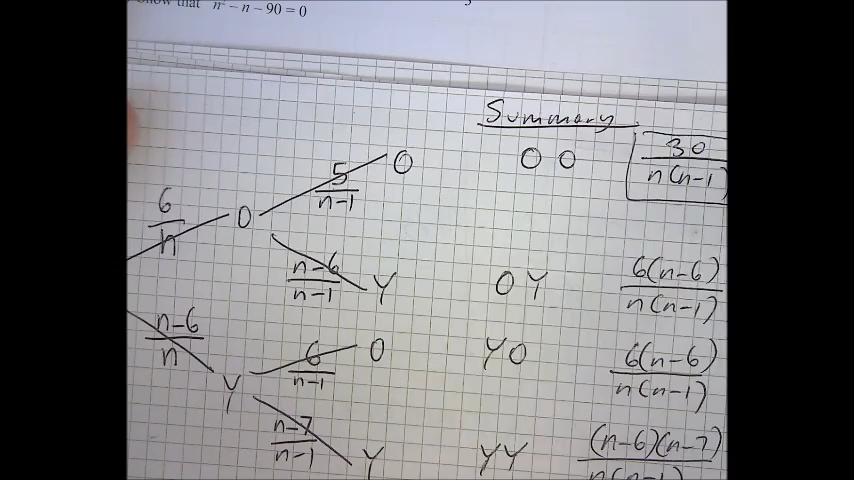 Show that n² − n − 90 = 0
Summary
6/n O 5/n-1 O O O 30/n(n-1)
n-6/n-1 Y O Y 6(n-6)/n(n-1)
n-6/n Y 6/n-1 O Y O 6(n-6)/n(n-1)
n-7/n-1 Y Y Y (n-6)(n-7)/n(n-1)